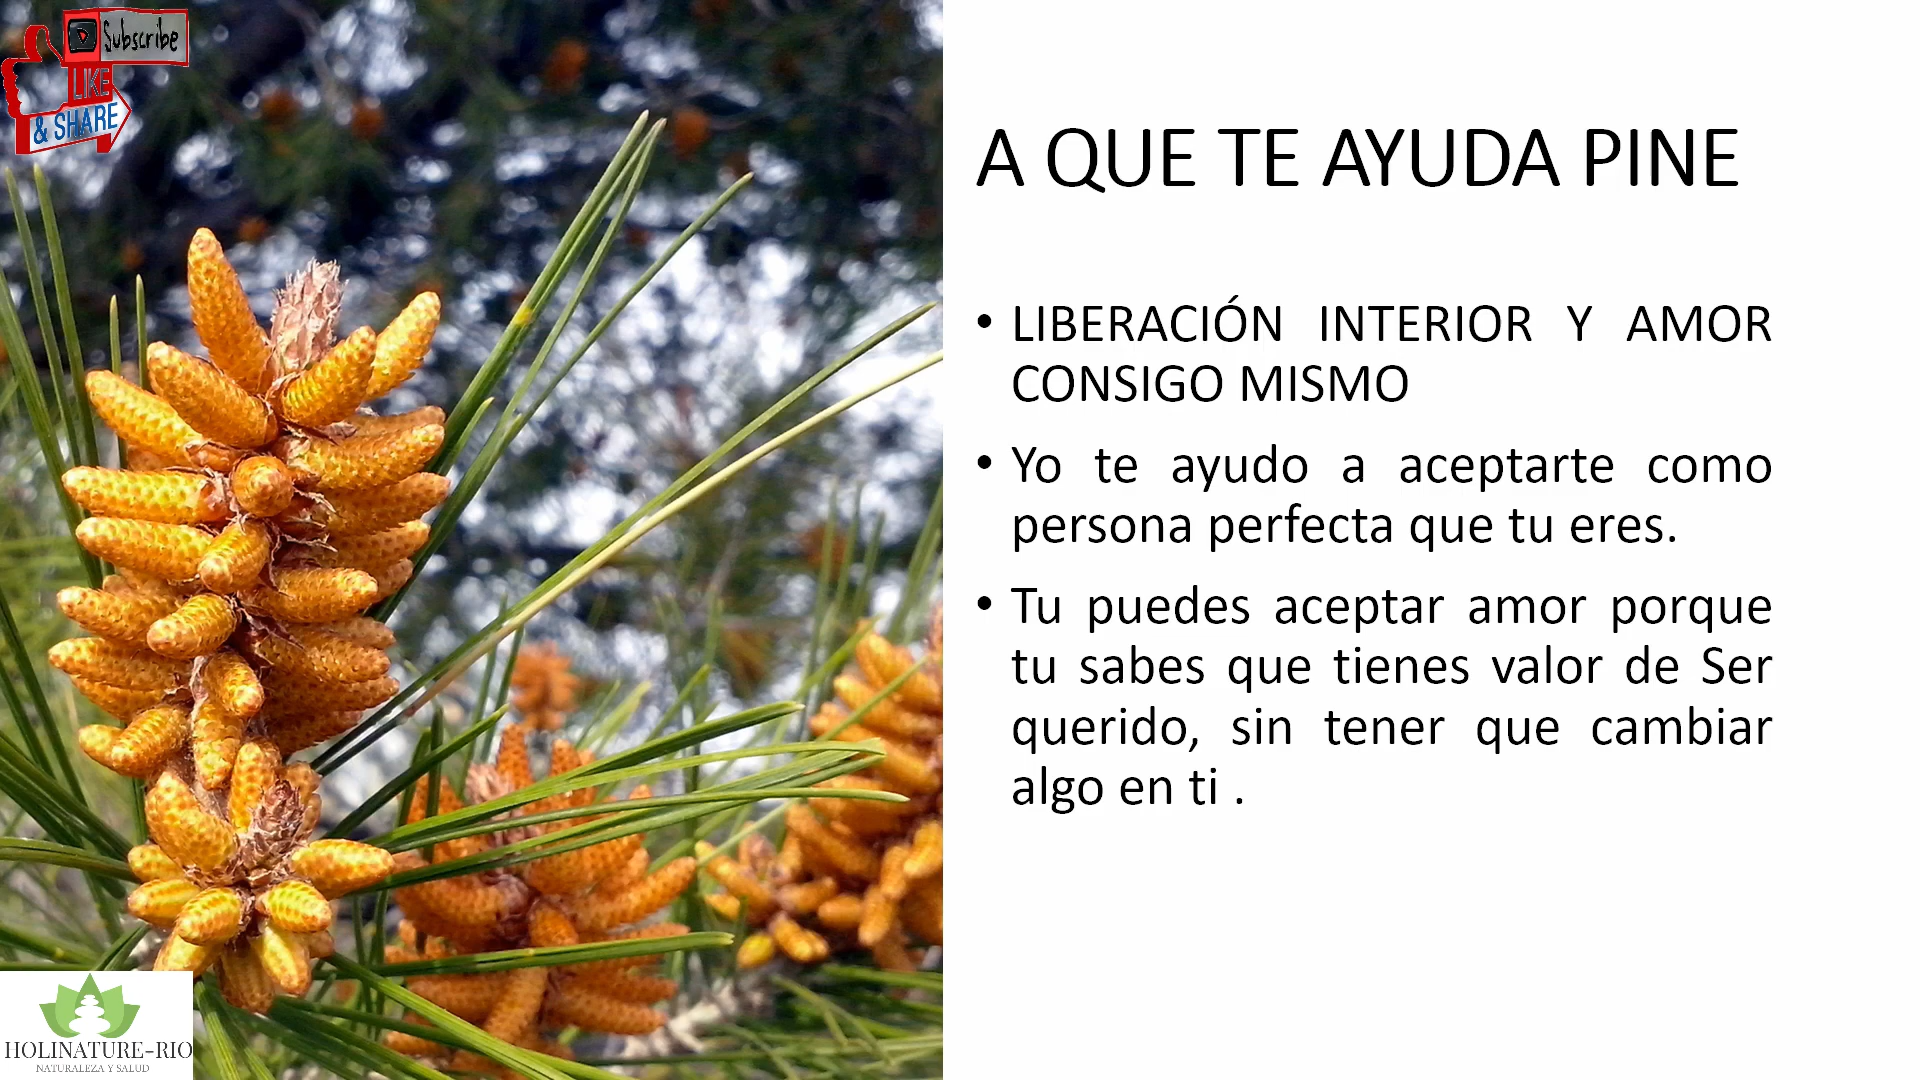 Subscribe
LIKE
& SHARE
A QUE TE AYUDA PINE
• LIBERACIÓN INTERIOR Y AMOR
CONSIGO MISMO
• Yo te ayudo a aceptarte como
persona perfecta que tu eres.
• Tu puedes aceptar amor porque
tu sabes que tienes valor de Ser
querido, sin tener que cambiar
algo en ti .
HOLINATURE-RIO
NATURALEZA Y SALUD